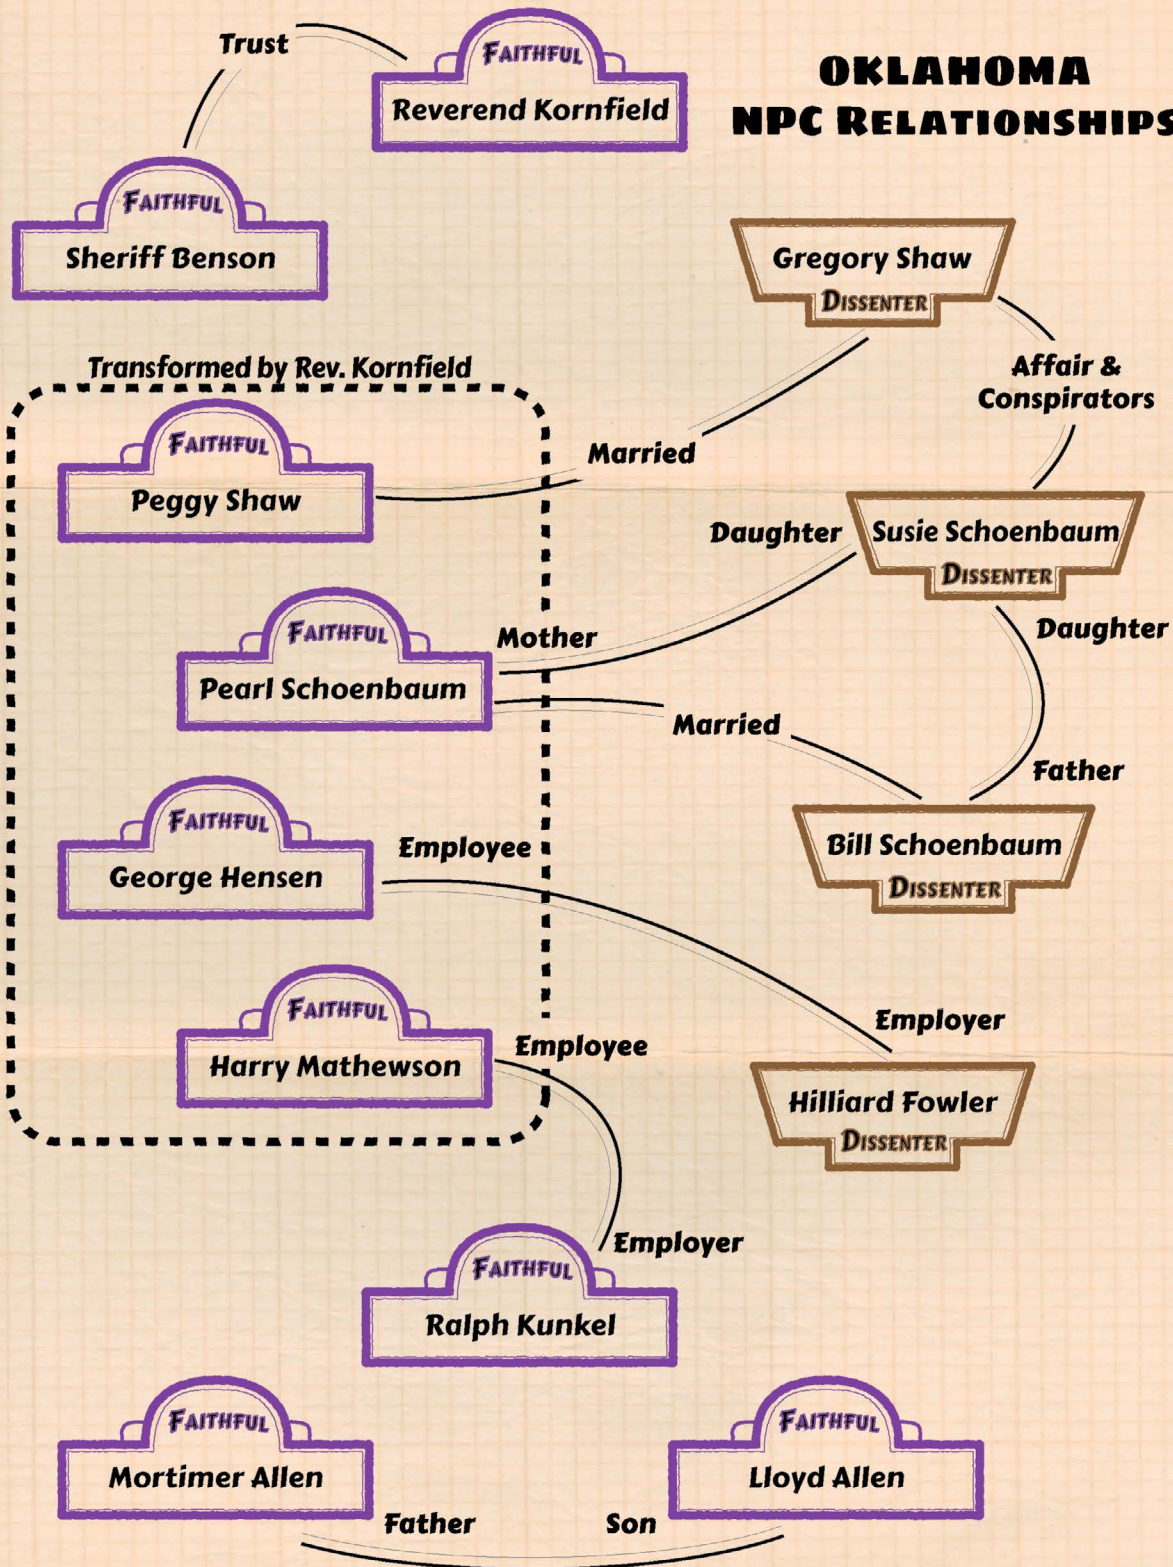 Trust
FAITHFUL
Reverend Kornfield
OKLAHOMA
NPC RELATIONSHIPS
FAITHFUL
Sheriff Benson
Gregory Shaw
DISSENTER
Transformed by Rev. Kornfield
Affair &
Conspirators
FAITHFUL
Peggy Shaw
Married
Daughter
Susie Schoenbaum
DISSENTER
FAITHFUL
Pearl Schoenbaum
Mother
Daughter
Married
Father
FAITHFUL
George Hensen
Employee
Bill Schoenbaum
DISSENTER
FAITHFUL
Harry Mathewson
Employee
Employer
Hilliard Fowler
DISSENTER
Employer
FAITHFUL
Ralph Kunkel
FAITHFUL
Mortimer Allen
FAITHFUL
Lloyd Allen
Father
Son